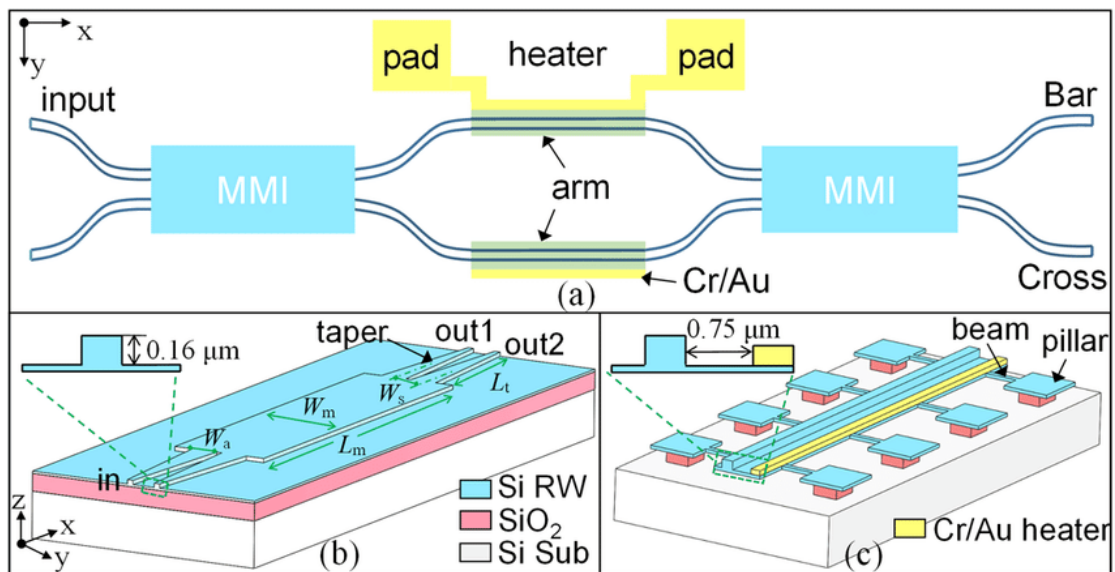 x
y
pad
heater
pad
input
Bar
MMI
arm
MMI
Cr/Au
Cross
(a)
0.16 μm
taper
out1
out2
Wₛ
Lₜ
Wₘ
Wₐ
Lₘ
in
z
x
y
Si RW
SiO₂
Si Sub
(b)
0.75 μm
beam
pillar
Cr/Au heater
(c)